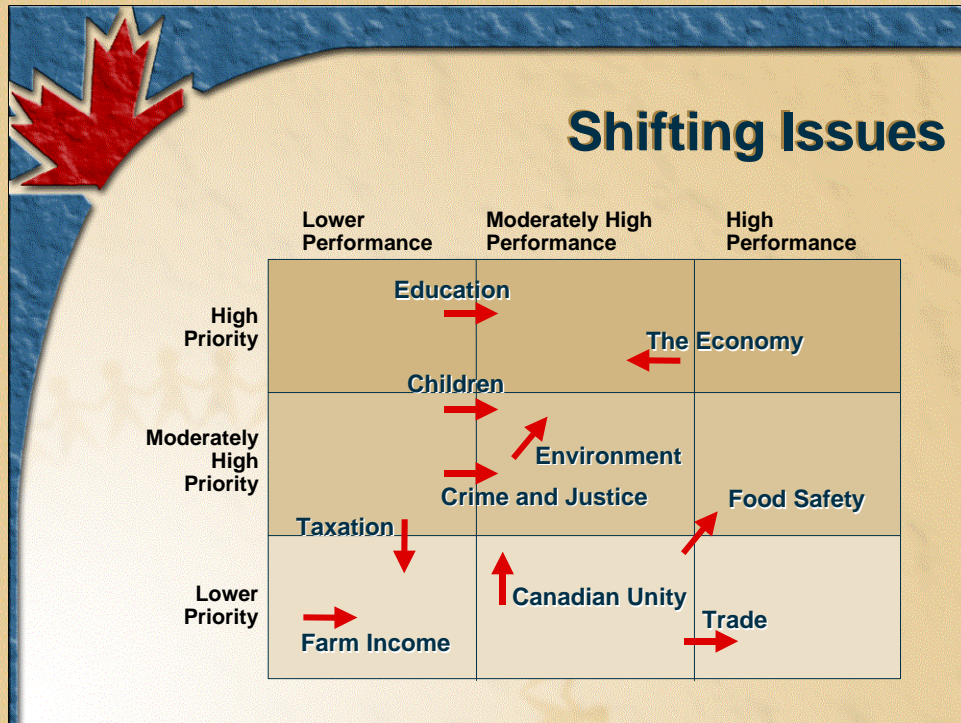 Shifting Issues
Lower
Performance
Moderately High
Performance
High
Performance
High
Priority
Education
The Economy
Children
Moderately
High
Priority
Environment
Crime and Justice
Food Safety
Taxation
Lower
Priority
Canadian Unity
Trade
Farm Income